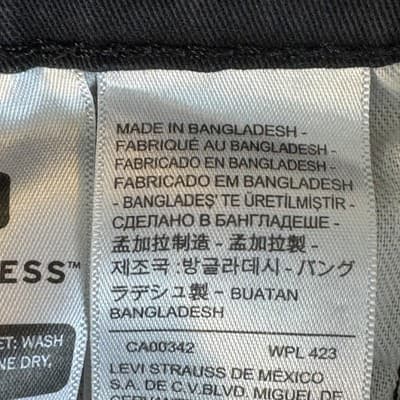 MADE IN BANGLADESH -
FABRIQUÉ AU BANGLADESH -
FABRICADO EN BANGLADESH -
FABRICADO EM BANGLADESH
- BANGLADEŞ' TE ÜRETİLMİŞTİR -
СДЕЛАНО В БАНГЛАДЕШЕ -
孟加拉制造 - 孟加拉製 -
제조국 :방글라데시 - バング
ラデシュ製 - BUATAN
BANGLADESH
CA00342 WPL 423
LEVI STRAUSS DE MÉXICO
S.A. DE C.V.BLVD. MIGUEL DE
ESS™
ET: WASH
NE DRY,